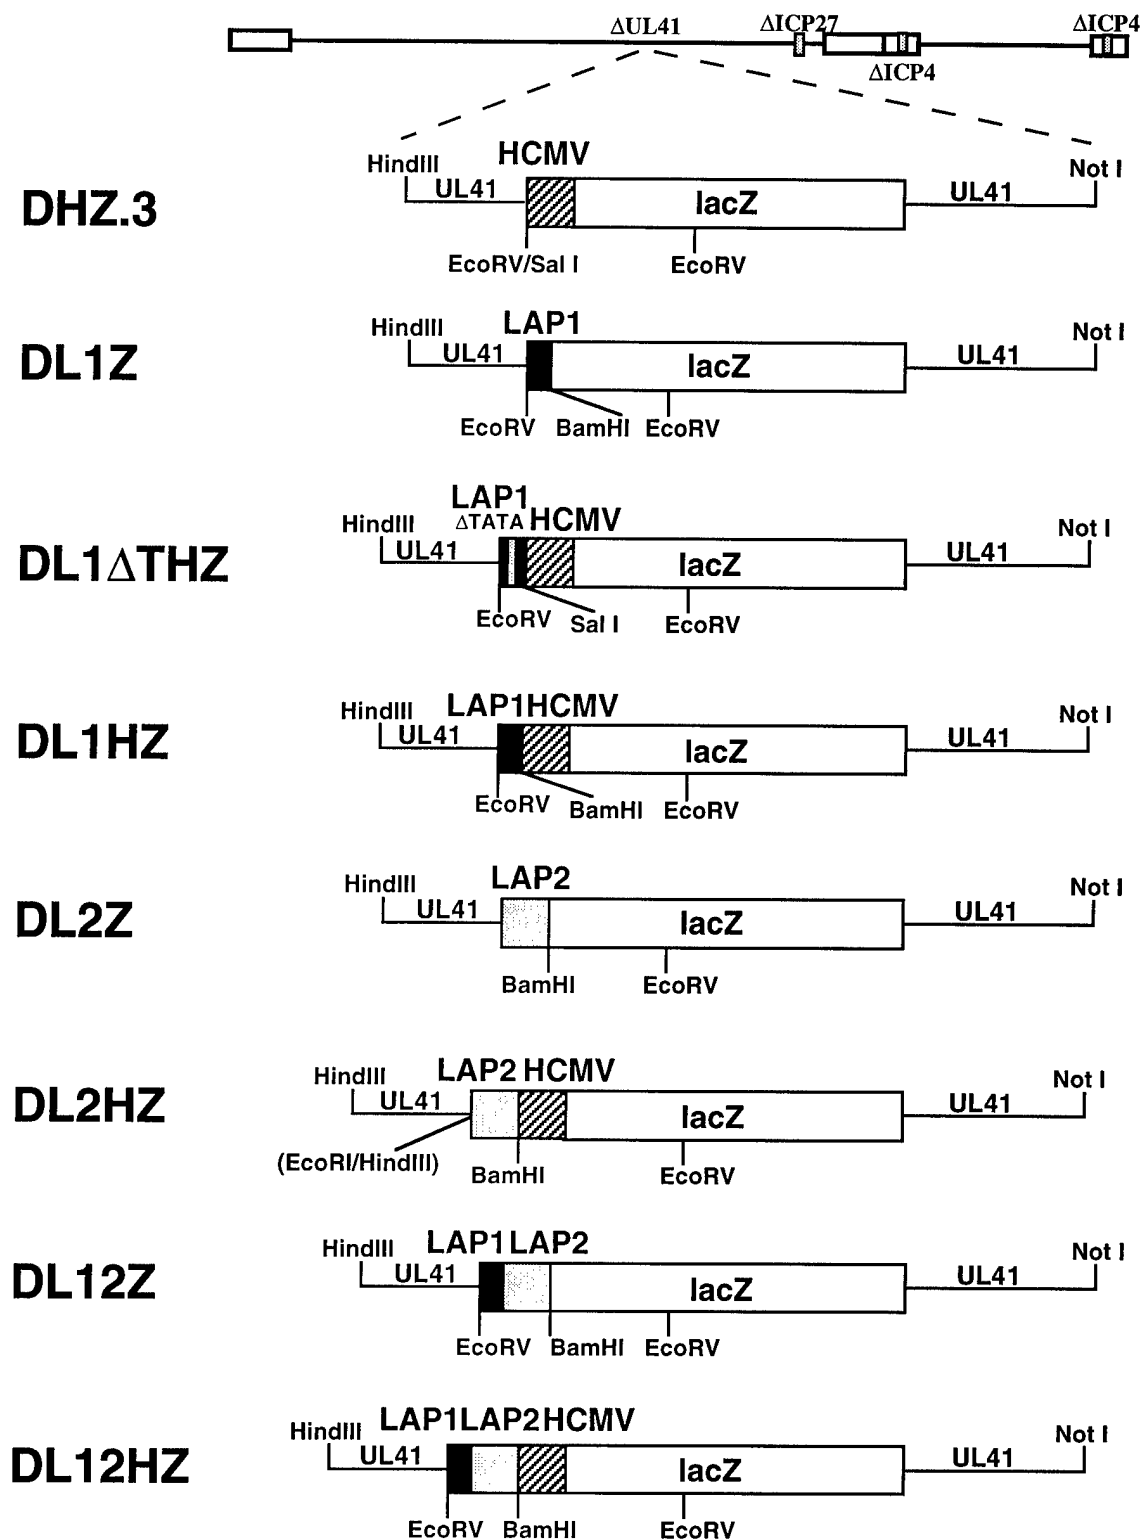 ΔUL41
ΔICP27
ΔICP4
ΔICP4
DHZ.3
HindIII
UL41
HCMV
lacZ
UL41
Not I
EcoRV/Sal I
EcoRV
DL1Z
HindIII
UL41
LAP1
lacZ
UL41
Not I
EcoRV
BamHI
EcoRV
DL1ΔTHZ
HindIII
UL41
LAP1
ΔTATA
HCMV
lacZ
UL41
Not I
EcoRV
Sal I
EcoRV
DL1HZ
HindIII
UL41
LAP1HCMV
lacZ
UL41
Not I
EcoRV
BamHI
EcoRV
DL2Z
HindIII
UL41
LAP2
lacZ
UL41
Not I
BamHI
EcoRV
DL2HZ
HindIII
UL41
LAP2 HCMV
lacZ
UL41
Not I
(EcoRI/HindIII)
BamHI
EcoRV
DL12Z
HindIII
UL41
LAP1LAP2
lacZ
UL41
Not I
EcoRV
BamHI
EcoRV
DL12HZ
HindIII
UL41
LAP1LAP2HCMV
lacZ
UL41
Not I
EcoRV
BamHI
EcoRV